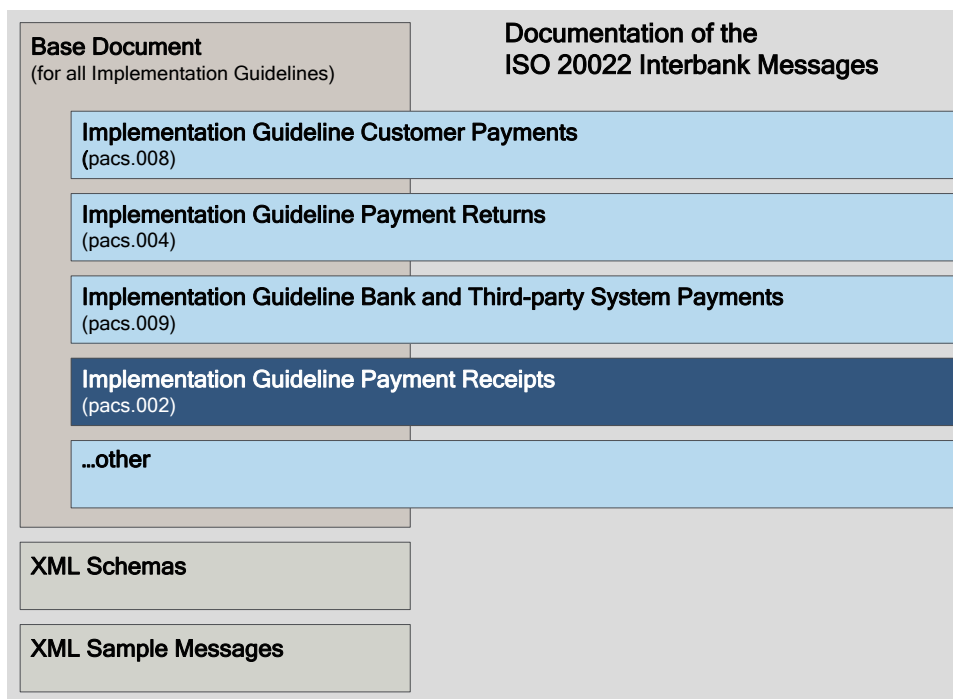 Base Document
(for all Implementation Guidelines)
Documentation of the
ISO 20022 Interbank Messages
Implementation Guideline Customer Payments
(pacs.008)
Implementation Guideline Payment Returns
(pacs.004)
Implementation Guideline Bank and Third-party System Payments
(pacs.009)
Implementation Guideline Payment Receipts
(pacs.002)
...other
XML Schemas
XML Sample Messages